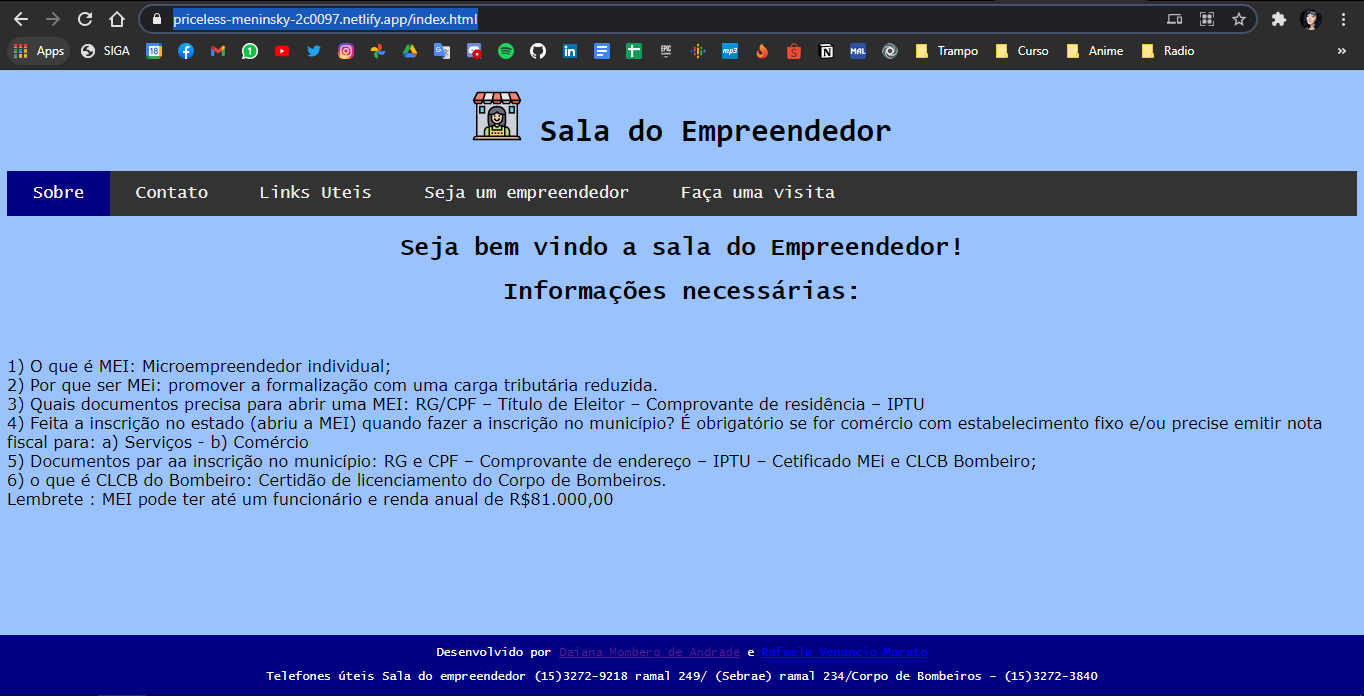 priceless-meninsky-2c0097.netlify.app/index.html
Apps SIGA 18 1 EPIC GAMES mp3 MAL Trampo Curso Anime Radio »
Sala do Empreendedor
Sobre Contato Links Uteis Seja um empreendedor Faça uma visita
Seja bem vindo a sala do Empreendedor!
Informações necessárias:
1) O que é MEI: Microempreendedor individual;
2) Por que ser MEi: promover a formalização com uma carga tributária reduzida.
3) Quais documentos precisa para abrir uma MEI: RG/CPF – Título de Eleitor – Comprovante de residência – IPTU
4) Feita a inscrição no estado (abriu a MEI) quando fazer a inscrição no município? É obrigatório se for comércio com estabelecimento fixo e/ou precise emitir nota
fiscal para: a) Serviços - b) Comércio
5) Documentos par aa inscrição no município: RG e CPF – Comprovante de endereço – IPTU – Cetificado MEi e CLCB Bombeiro;
6) o que é CLCB do Bombeiro: Certidão de licenciamento do Corpo de Bombeiros.
Lembrete : MEI pode ter até um funcionário e renda anual de R$81.000,00
Desenvolvido por Daiana Momberg de Andrade e Rafaela Venancio Morato
Telefones úteis Sala do empreendedor (15)3272-9218 ramal 249/ (Sebrae) ramal 234/Corpo de Bombeiros - (15)3272-3840